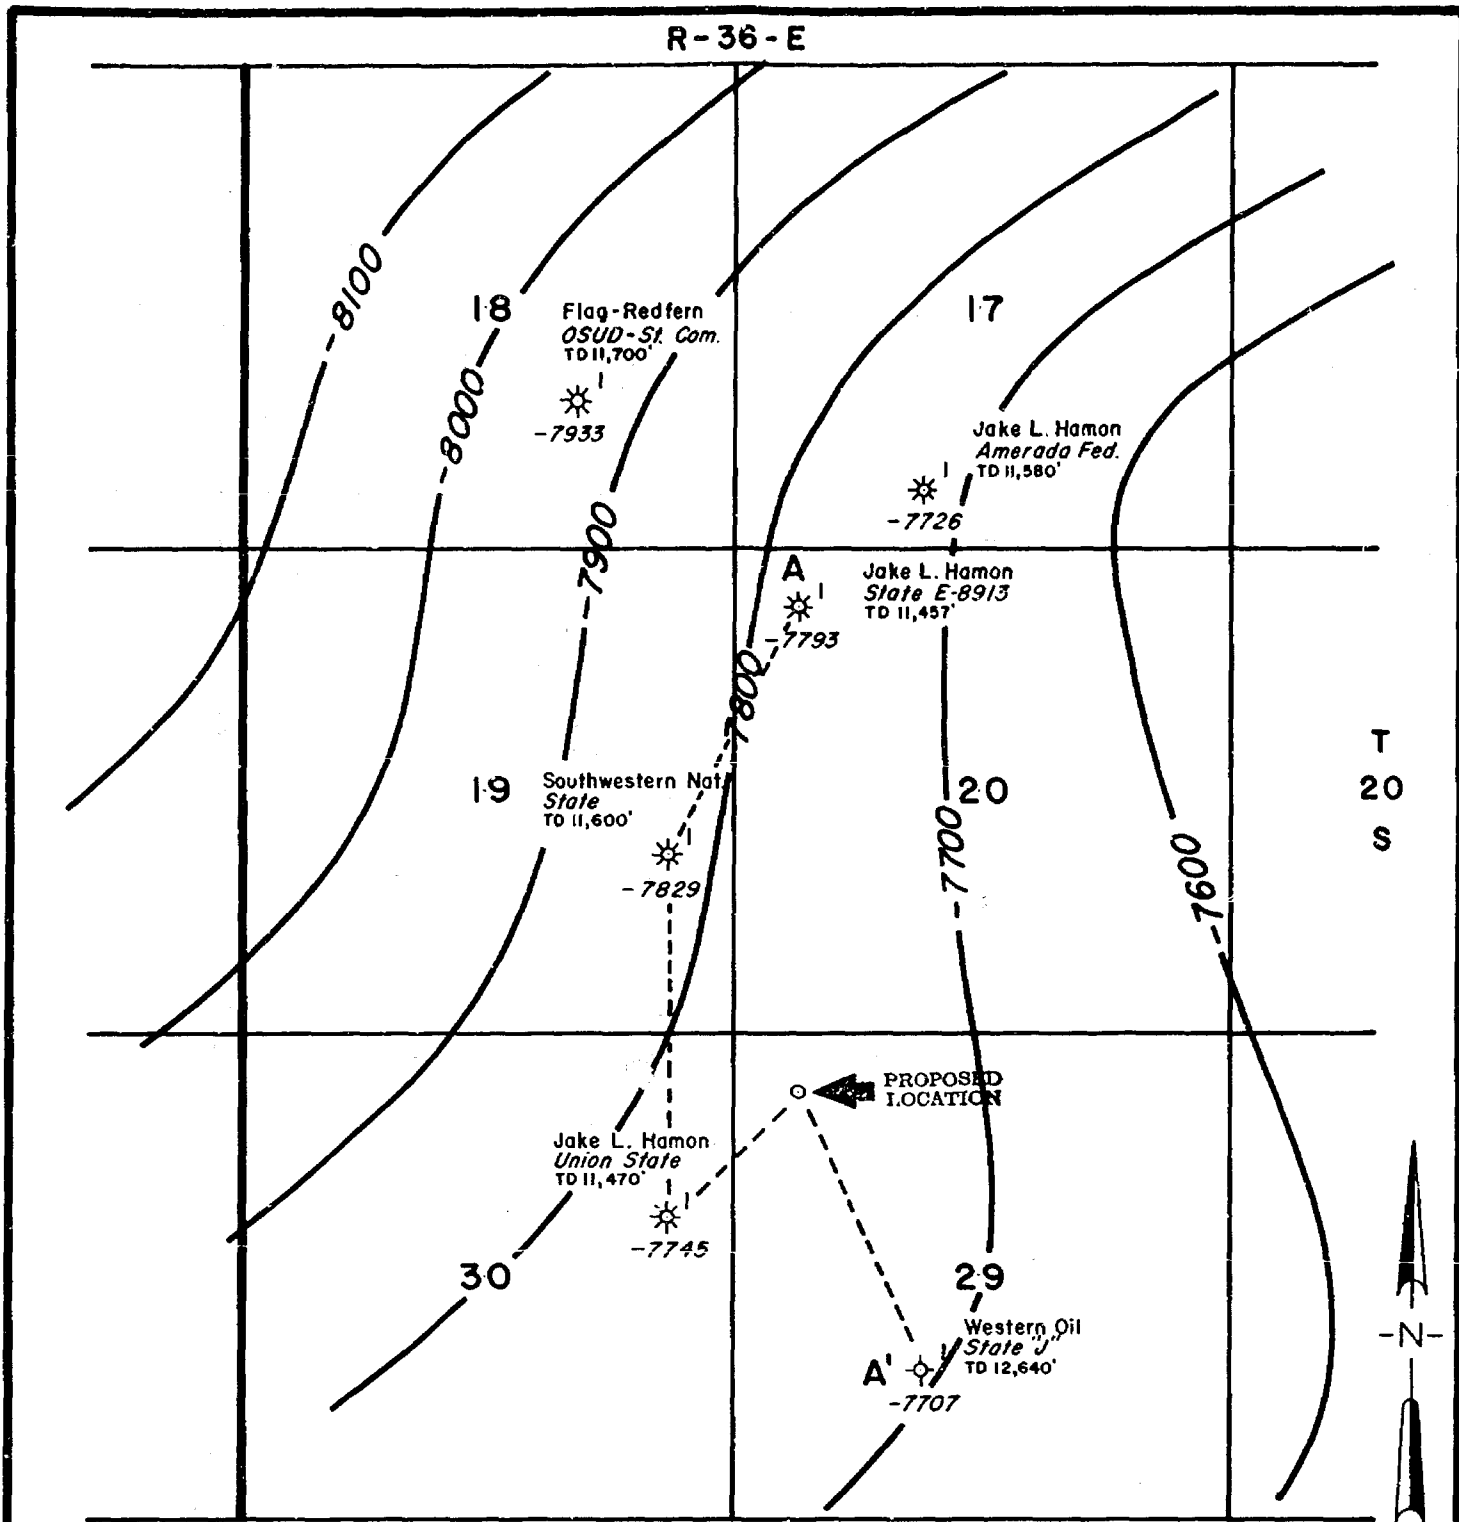 R-36-E
-8100
18
17
Flag-Redfern
OSUD-St. Com.
TD 11,700'
1
-7933
-8000
Jake L. Hamon
Amerada Fed.
TD 11,580'
1
-7726
-7900
A
1
-7793
Jake L. Hamon
State E-8913
TD 11,457'
-7800
T
20
S
19
Southwestern Nat.
State
TD 11,600'
1
-7829
20
-7700
-7600
PROPOSED
LOCATION
Jake L. Hamon
Union State
TD 11,470'
1
-7745
30
29
Western Oil
State "J"
TD 12,640'
1
A'
-7707
-N-